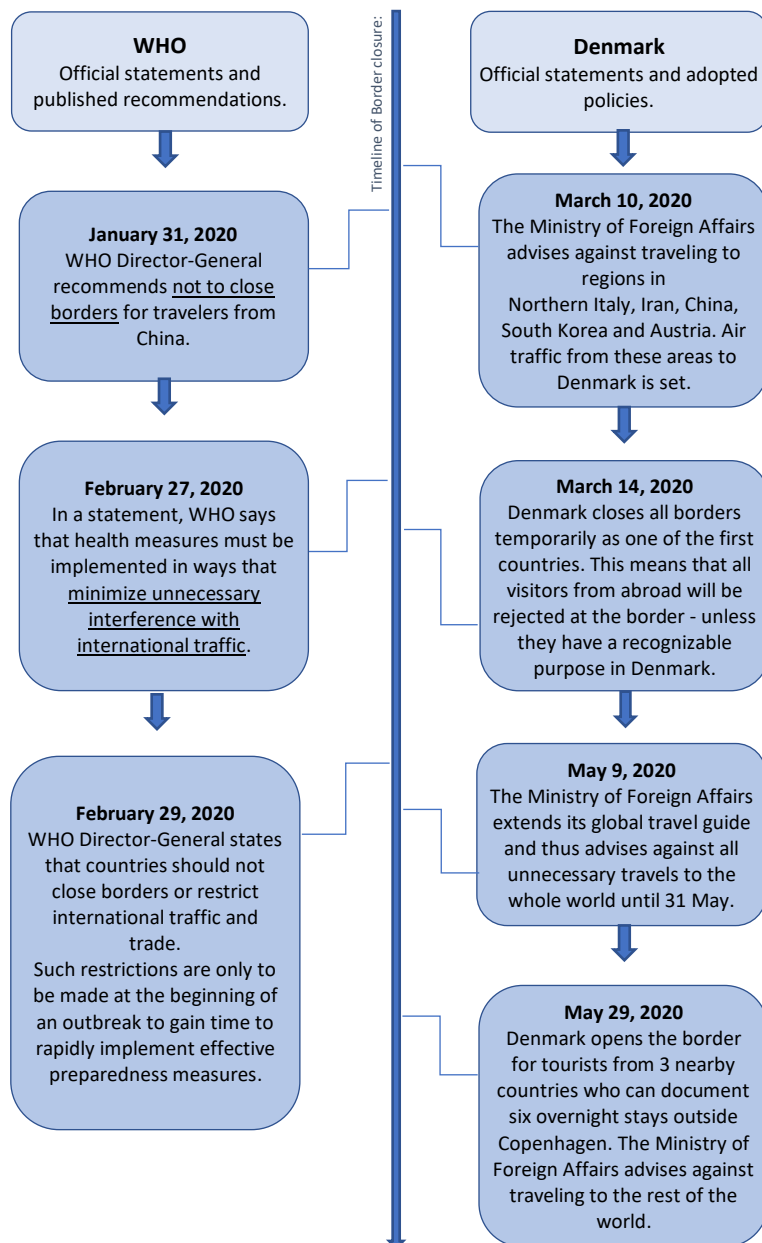 WHO
Official statements and
published recommendations.
January 31, 2020
WHO Director-General
recommends not to close
borders for travelers from
China.
February 27, 2020
In a statement, WHO says
that health measures must be
implemented in ways that
minimize unnecessary
interference with
international traffic.
February 29, 2020
WHO Director-General states
that countries should not
close borders or restrict
international traffic and
trade.
Such restrictions are only to
be made at the beginning of
an outbreak to gain time to
rapidly implement effective
preparedness measures.
Timeline of Border closure:
Denmark
Official statements and adopted
policies.
March 10, 2020
The Ministry of Foreign Affairs
advises against traveling to
regions in
Northern Italy, Iran, China,
South Korea and Austria. Air
traffic from these areas to
Denmark is set.
March 14, 2020
Denmark closes all borders
temporarily as one of the first
countries. This means that all
visitors from abroad will be
rejected at the border - unless
they have a recognizable
purpose in Denmark.
May 9, 2020
The Ministry of Foreign Affairs
extends its global travel guide
and thus advises against all
unnecessary travels to the
whole world until 31 May.
May 29, 2020
Denmark opens the border
for tourists from 3 nearby
countries who can document
six overnight stays outside
Copenhagen. The Ministry of
Foreign Affairs advises against
traveling to the rest of the
world.